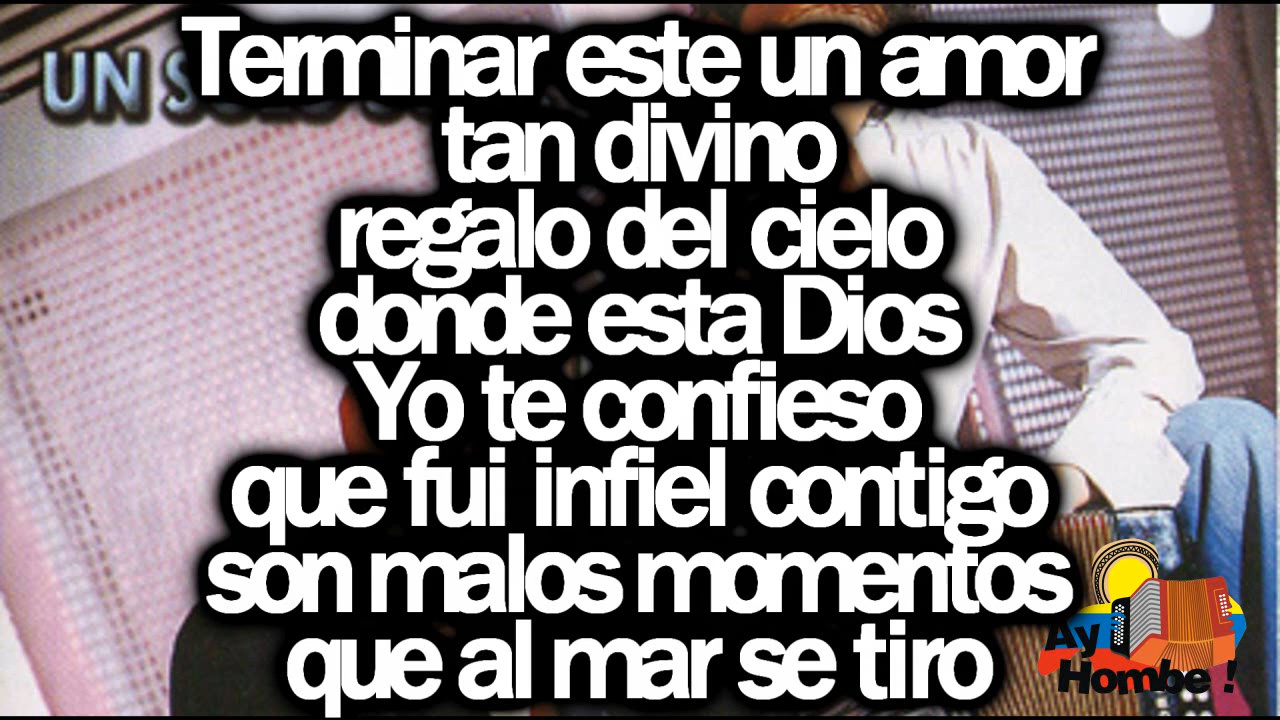 UN
Terminar este un amor
tan divino
regalo del cielo
donde esta Dios
Yo te confieso
que fui infiel contigo
son malos momentos
que al mar se tiro
Ay
Hombe !